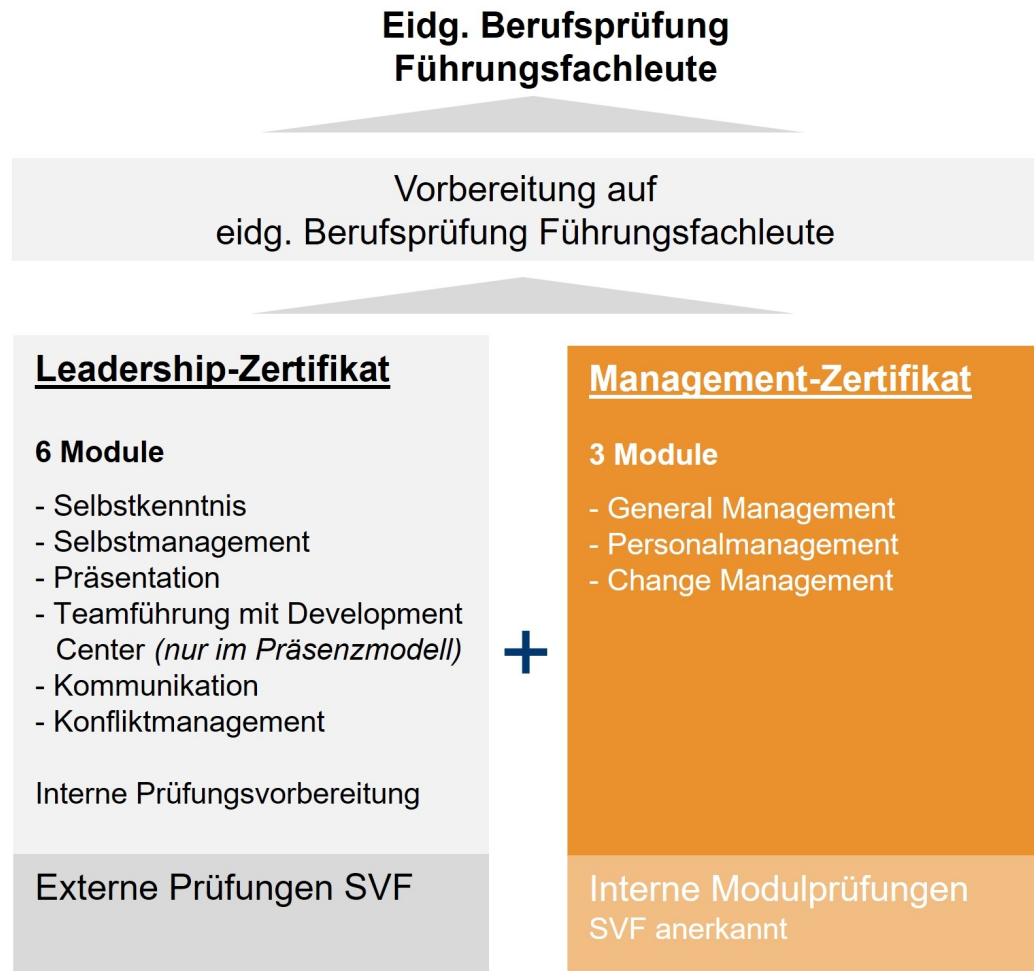 Eidg. Berufsprüfung
Führungsfachleute
Vorbereitung auf
eidg. Berufsprüfung Führungsfachleute
Leadership-Zertifikat
6 Module
- Selbstkenntnis
- Selbstmanagement
- Präsentation
- Teamführung mit Development
Center (nur im Präsenzmodell)
- Kommunikation
- Konfliktmanagement
Interne Prüfungsvorbereitung
Externe Prüfungen SVF
+
Management-Zertifikat
3 Module
- General Management
- Personalmanagement
- Change Management
Interne Modulprüfungen
SVF anerkannt